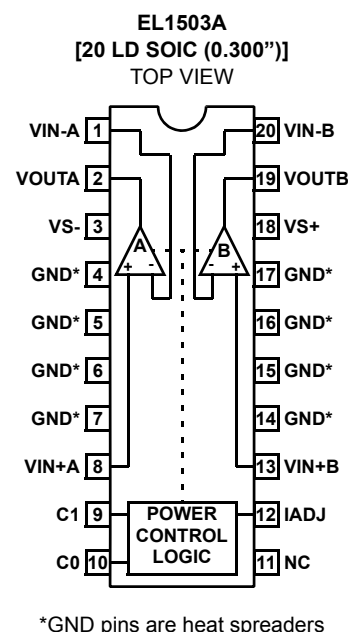 EL1503A
[20 LD SOIC (0.300”)]
TOP VIEW
VIN-A 1 20 VIN-B
VOUTA 2 19 VOUTB
VS- 3 18 VS+
A B
+ - - +
GND* 4 17 GND*
GND* 5 16 GND*
GND* 6 15 GND*
GND* 7 14 GND*
VIN+A 8 13 VIN+B
C1 9 POWER 12 IADJ
CONTROL
C0 10 LOGIC 11 NC
*GND pins are heat spreaders